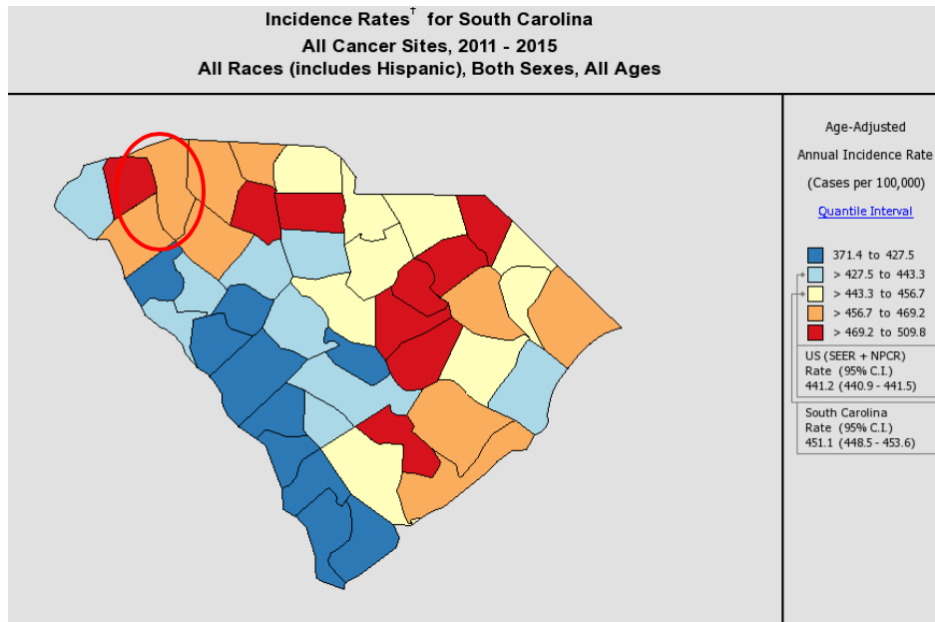 Incidence Rates† for South Carolina
All Cancer Sites, 2011 - 2015
All Races (includes Hispanic), Both Sexes, All Ages
Age-Adjusted
Annual Incidence Rate
(Cases per 100,000)
Quantile Interval
371.4 to 427.5
> 427.5 to 443.3
> 443.3 to 456.7
> 456.7 to 469.2
> 469.2 to 509.8
US (SEER + NPCR)
Rate (95% C.I.)
441.2 (440.9 - 441.5)
South Carolina
Rate (95% C.I.)
451.1 (448.5 - 453.6)